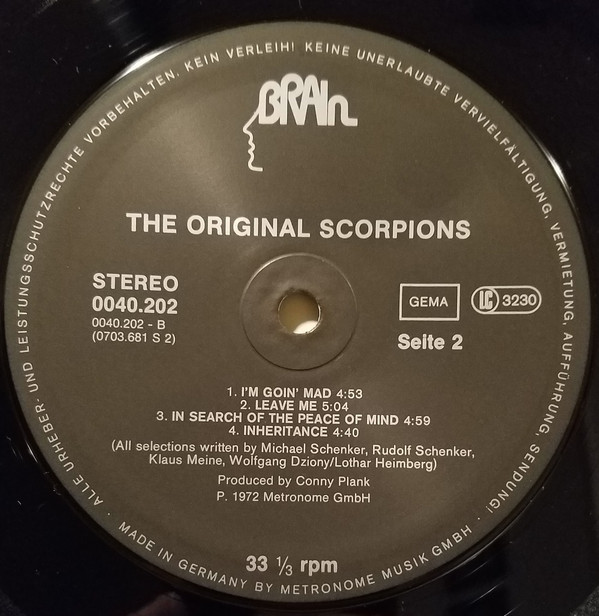 ALLE URHEBER- UND LEISTUNGSSCHUTZRECHTE VORBEHALTEN. KEIN VERLEIH! KEINE UNERLAUBTE VERVIELFÄLTIGUNG, VERMIETUNG, AUFFÜHRUNG, SENDUNG!
BRAIn
THE ORIGINAL SCORPIONS
STEREO
0040.202
0040.202 - B
(0703.681 S 2)
GEMA
LC 3230
Seite 2
1. I'M GOIN' MAD 4:53
2. LEAVE ME 5:04
3. IN SEARCH OF THE PEACE OF MIND 4:59
4. INHERITANCE 4:40
(All selections written by Michael Schenker, Rudolf Schenker,
Klaus Meine, Wolfgang Dziony/Lothar Heimberg)
Produced by Conny Plank
P. 1972 Metronome GmbH
33 1/3 rpm
· MADE IN GERMANY BY METRONOME MUSIK GMBH ·